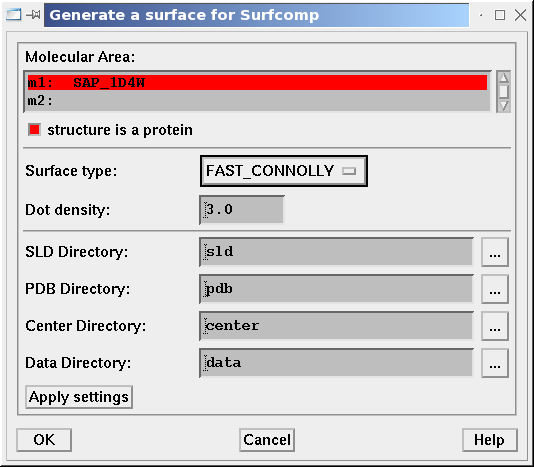 Generate a surface for Surfcomp
Molecular Area:
m1: SAP_1D4W
m2:
structure is a protein
Surface type: FAST_CONNOLLY
Dot density: 3.0
SLD Directory: sld ...
PDB Directory: pdb ...
Center Directory: center ...
Data Directory: data ...
Apply settings
OK Cancel Help